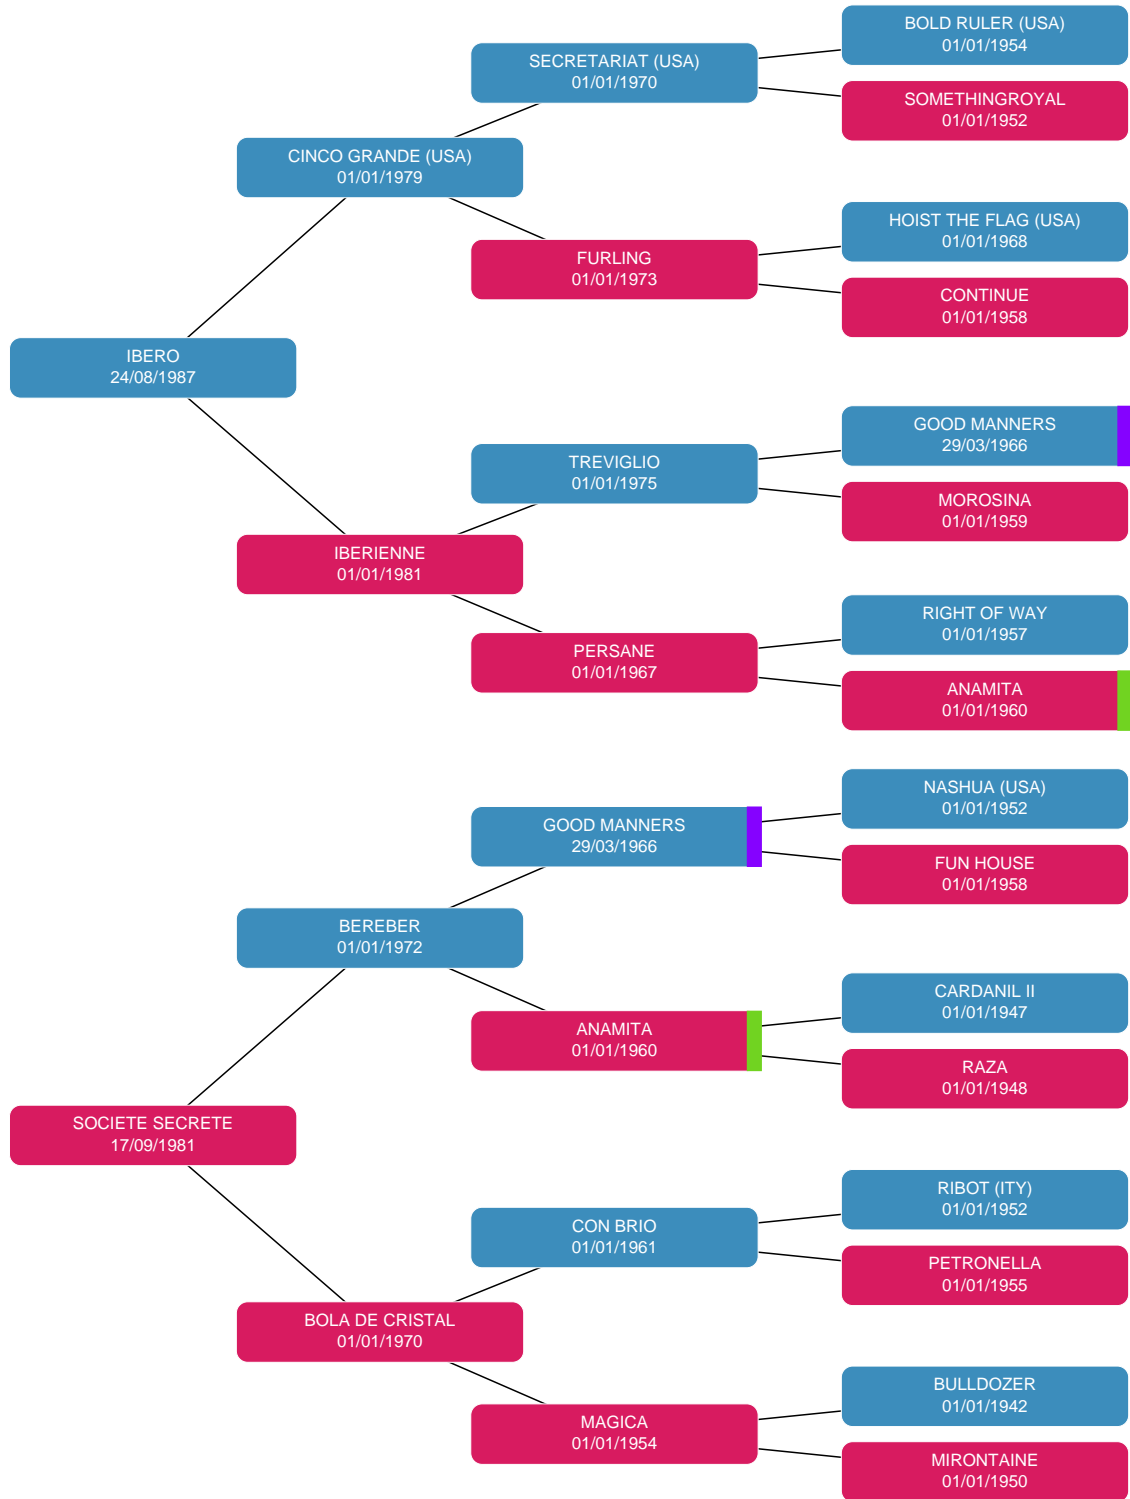 BOLD RULER (USA)
01/01/1954
SECRETARIAT (USA)
01/01/1970
SOMETHINGROYAL
01/01/1952
CINCO GRANDE (USA)
01/01/1979
HOIST THE FLAG (USA)
01/01/1968
FURLING
01/01/1973
CONTINUE
01/01/1958
IBERO
24/08/1987
GOOD MANNERS
29/03/1966
TREVIGLIO
01/01/1975
MOROSINA
01/01/1959
IBERIENNE
01/01/1981
RIGHT OF WAY
01/01/1957
PERSANE
01/01/1967
ANAMITA
01/01/1960
NASHUA (USA)
01/01/1952
GOOD MANNERS
29/03/1966
FUN HOUSE
01/01/1958
BEREBER
01/01/1972
CARDANIL II
01/01/1947
ANAMITA
01/01/1960
RAZA
01/01/1948
SOCIETE SECRETE
17/09/1981
RIBOT (ITY)
01/01/1952
CON BRIO
01/01/1961
PETRONELLA
01/01/1955
BOLA DE CRISTAL
01/01/1970
BULLDOZER
01/01/1942
MAGICA
01/01/1954
MIRONTAINE
01/01/1950